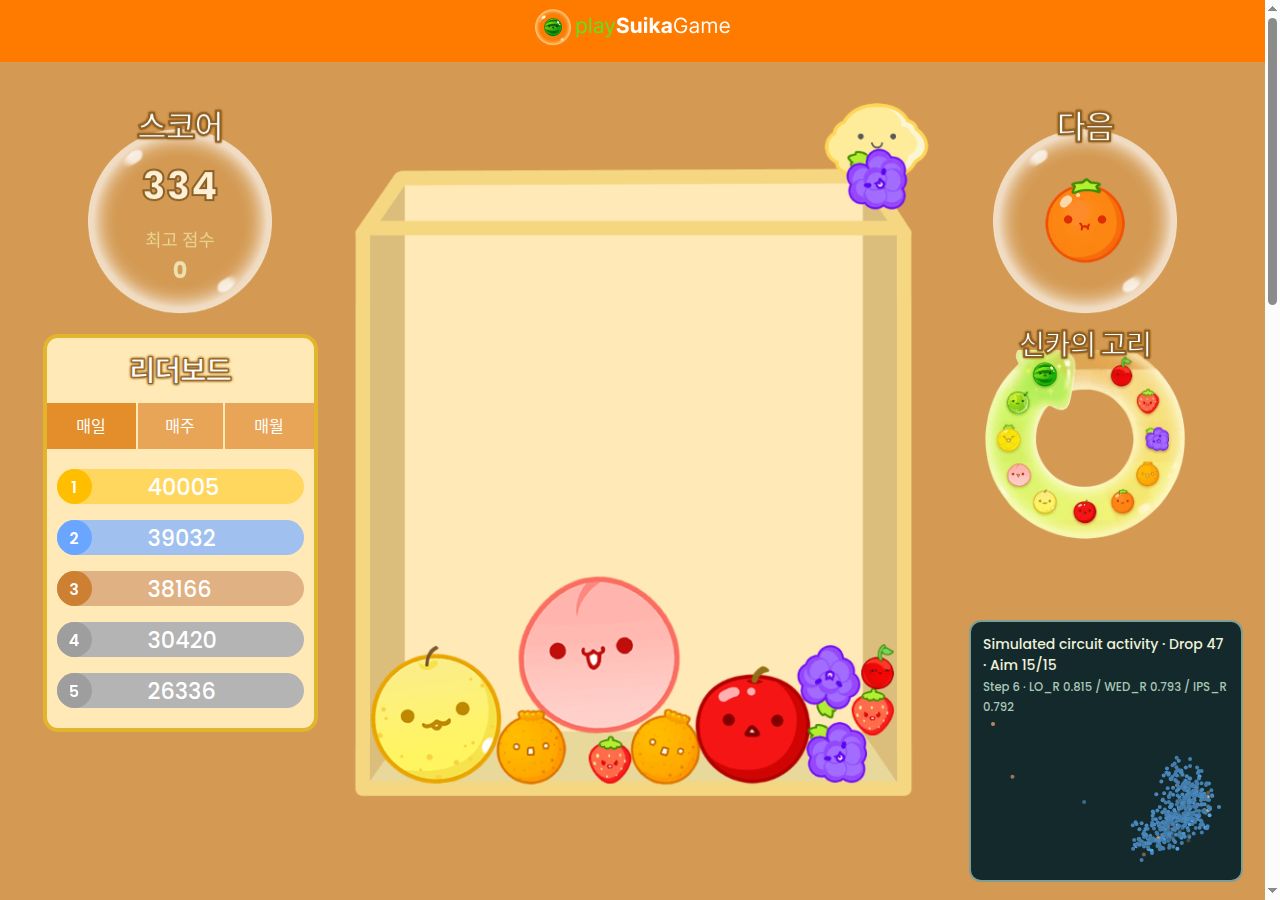 playSuikaGame
스코어
334
최고 점수
0
리더보드
매일 매주 매월
1 40005
2 39032
3 38166
4 30420
5 26336
다음
신카의 고리
Simulated circuit activity · Drop 47
· Aim 15/15
Step 6 · LO_R 0.815 / WED_R 0.793 / IPS_R
0.792